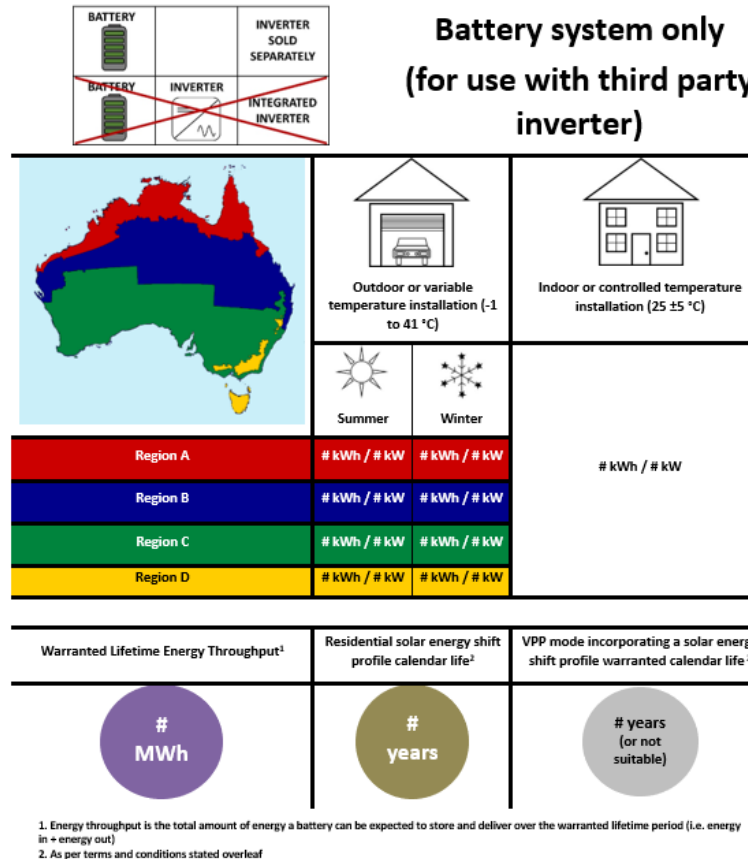 BATTERY
INVERTER
SOLD
SEPARATELY
BATTERY
INVERTER
INTEGRATED
INVERTER
Battery system only
(for use with third party
inverter)
Outdoor or variable
temperature installation (-1
to 41 °C)
Indoor or controlled temperature
installation (25 ±5 °C)
Summer
Winter
# kWh / # kW
Region A
# kWh / # kW
# kWh / # kW
Region B
# kWh / # kW
# kWh / # kW
Region C
# kWh / # kW
# kWh / # kW
Region D
# kWh / # kW
# kWh / # kW
Warranted Lifetime Energy Throughput¹
Residential solar energy shift
profile calendar life²
VPP mode incorporating a solar energ
shift profile warranted calendar life
#
MWh
#
years
# years
(or not
suitable)
1. Energy throughput is the total amount of energy a battery can be expected to store and deliver over the warranted lifetime period (i.e. energy
in + energy out)
2. As per terms and conditions stated overleaf